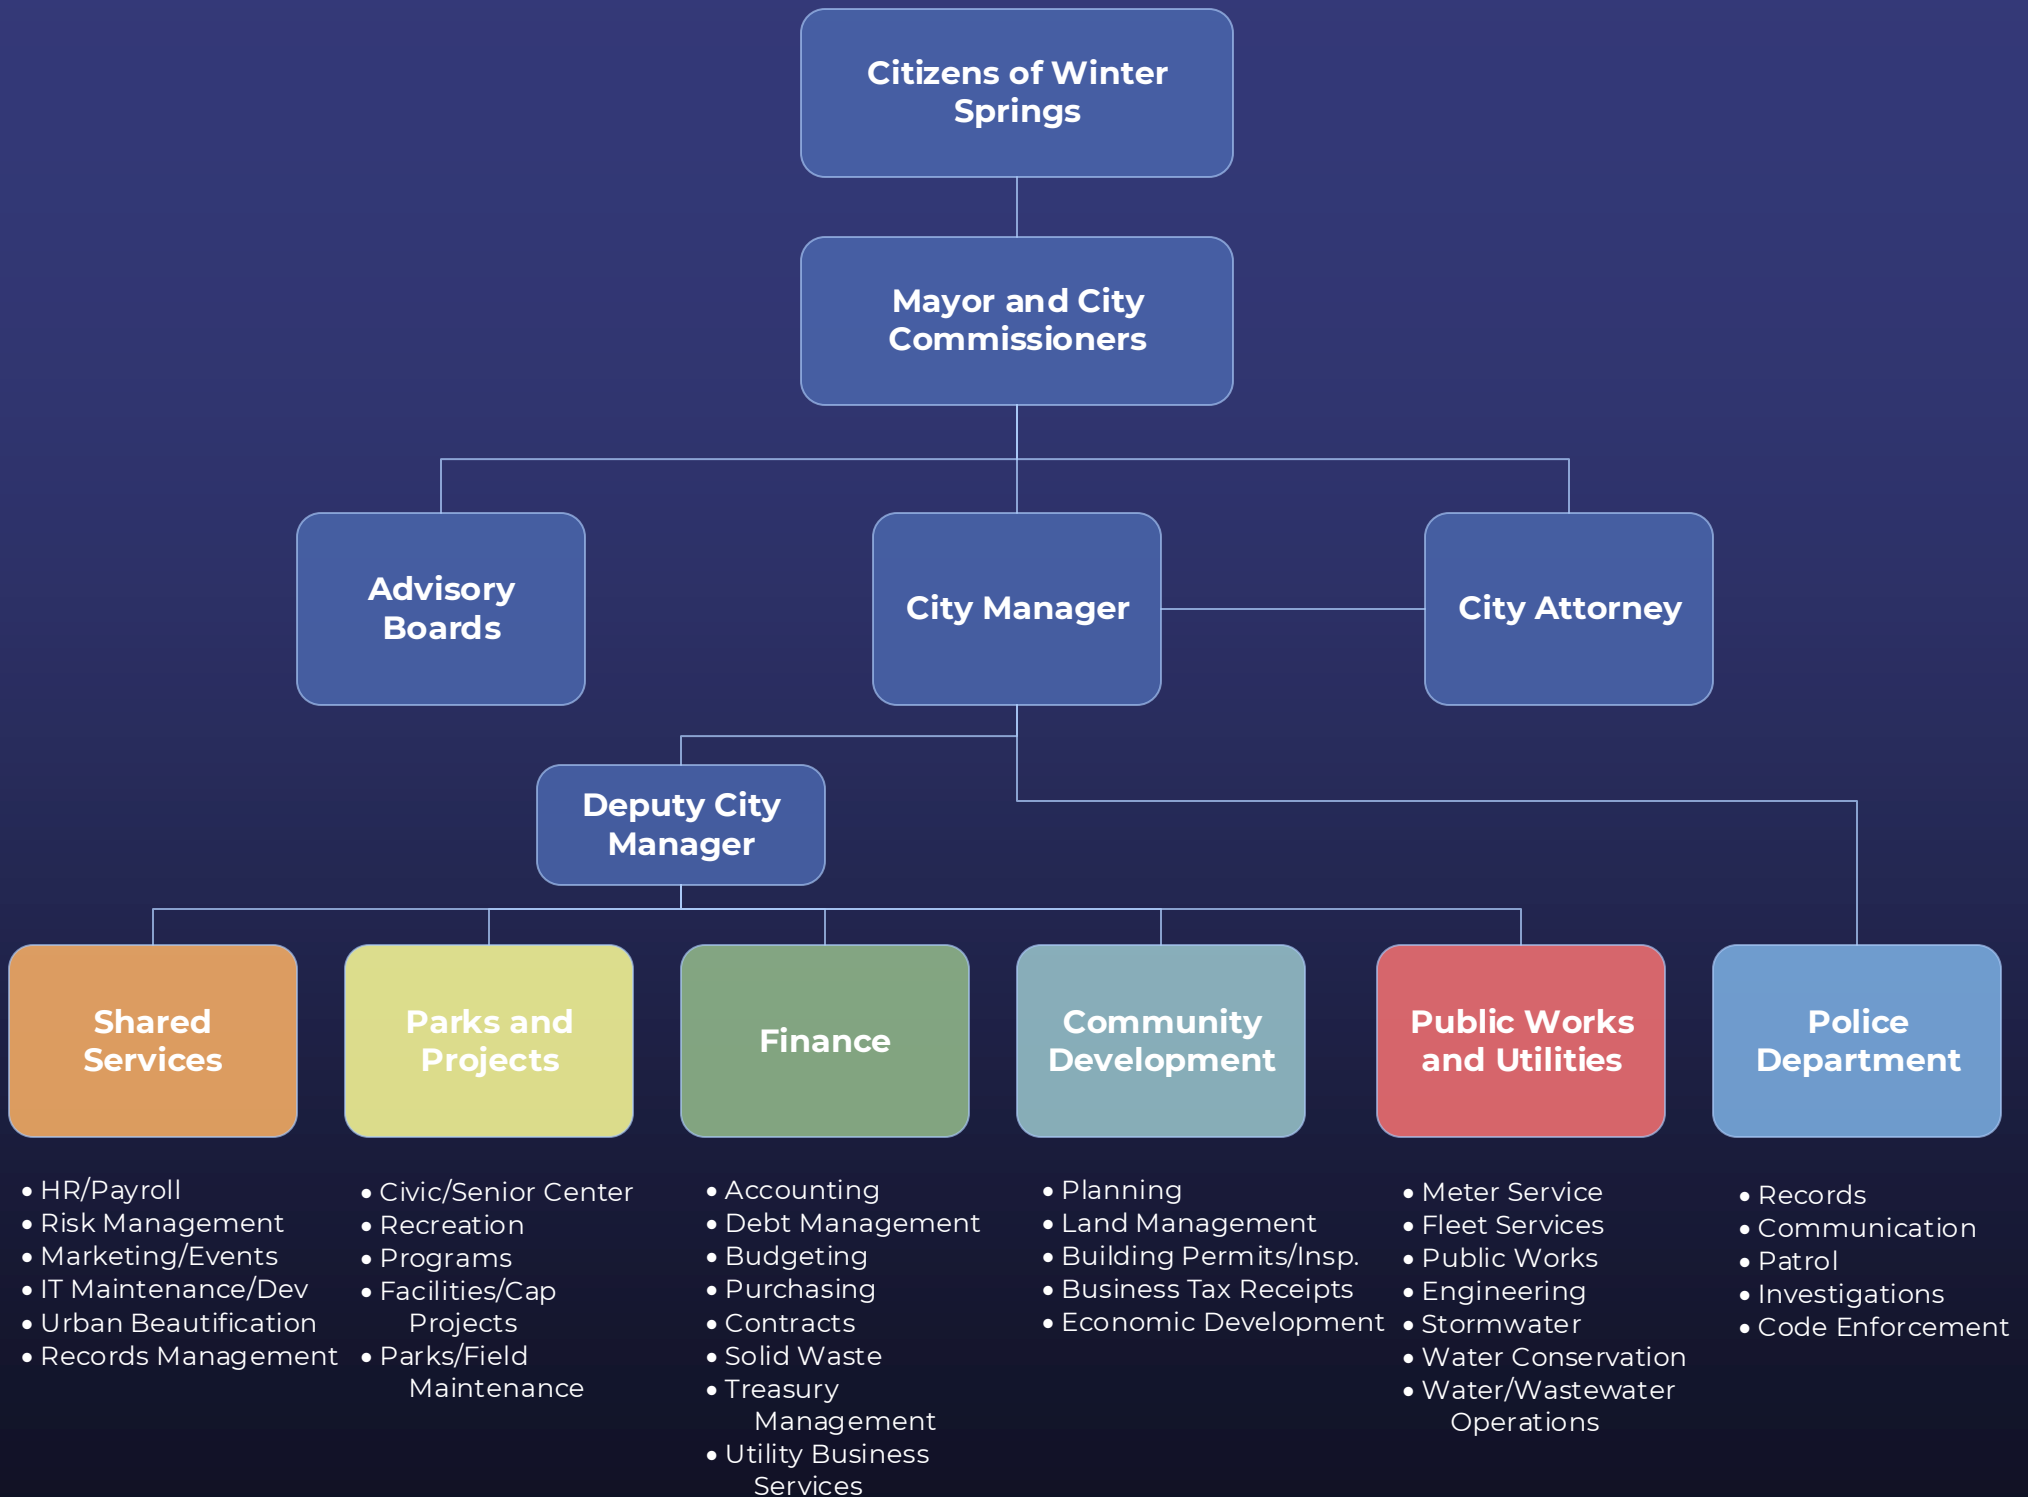 Citizens of Winter
Springs
Mayor and City
Commissioners
Advisory
Boards
City Manager
City Attorney
Deputy City
Manager
Shared
Services
Parks and
Projects
Finance
Community
Development
Public Works
and Utilities
Police
Department
• HR/Payroll
• Risk Management
• Marketing/Events
• IT Maintenance/Dev
• Urban Beautification
• Records Management
• Civic/Senior Center
• Recreation
• Programs
• Facilities/Cap
Projects
• Parks/Field
Maintenance
• Accounting
• Debt Management
• Budgeting
• Purchasing
• Contracts
• Solid Waste
• Treasury
Management
• Utility Business
Services
• Planning
• Land Management
• Building Permits/Insp.
• Business Tax Receipts
• Economic Development
• Meter Service
• Fleet Services
• Public Works
• Engineering
• Stormwater
• Water Conservation
• Water/Wastewater
Operations
• Records
• Communication
• Patrol
• Investigations
• Code Enforcement